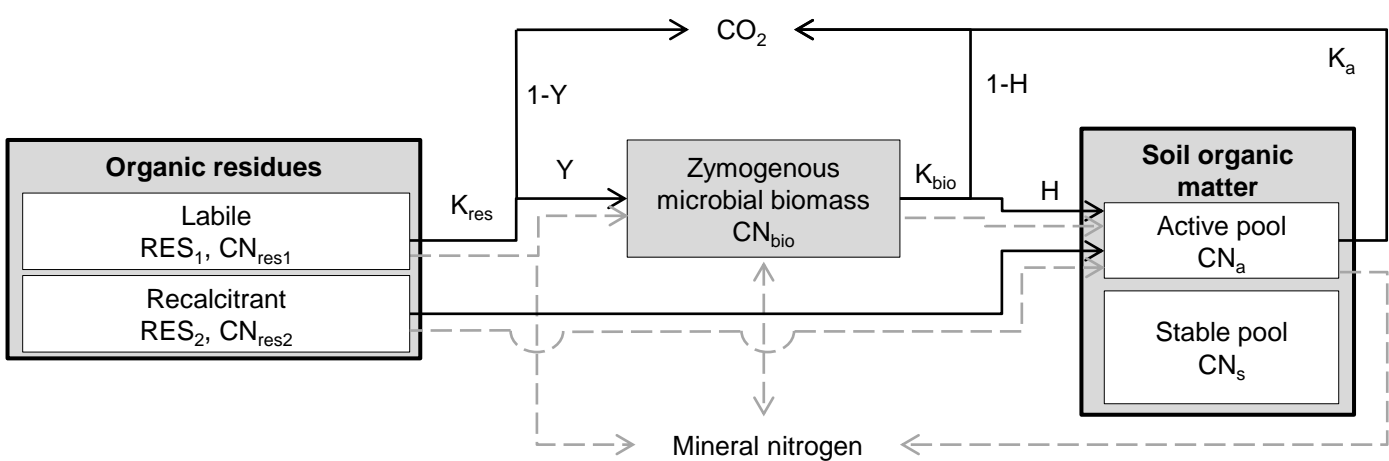 CO₂
Kₐ
1-Y
1-H
Organic residues
Labile
RES₁, CNres1
Recalcitrant
RES₂, CNres2
Kres
Y
Zymogenous
microbial biomass
CNbio
Kbio
H
Soil organic
matter
Active pool
CNₐ
Stable pool
CNₛ
Mineral nitrogen